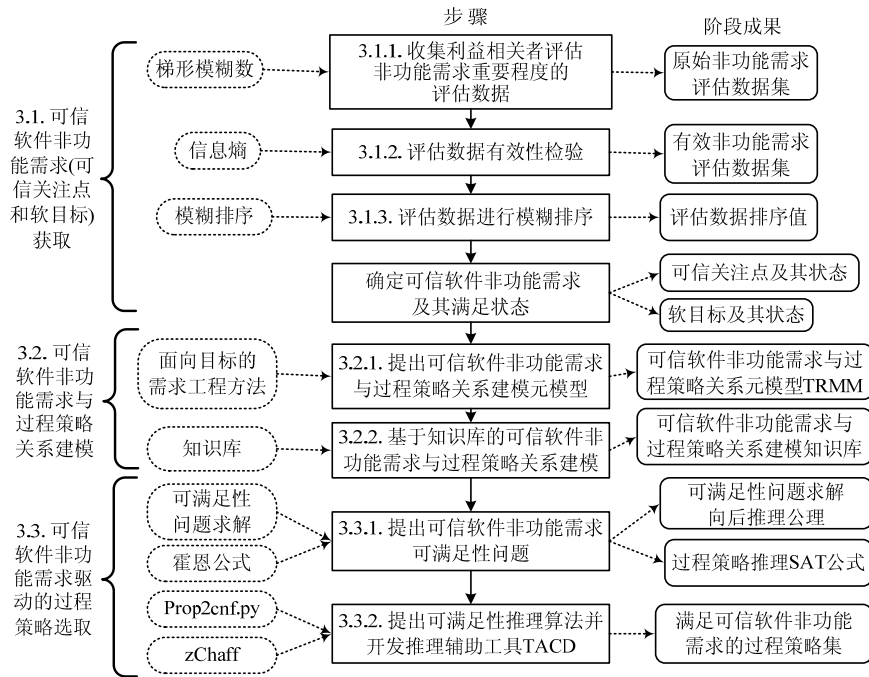 步 骤
阶段成果
3.1. 可信
软件非功
能需求(可
信关注点
和软目标)
获取
梯形模糊数
3.1.1. 收集利益相关者评估
非功能需求重要程度的
评估数据
原始非功能需求
评估数据集
信息熵
3.1.2. 评估数据有效性检验
有效非功能需求
评估数据集
模糊排序
3.1.3. 评估数据进行模糊排序
评估数据排序值
确定可信软件非功能需求
及其满足状态
可信关注点及其状态
软目标及其状态
3.2. 可信
软件非功
能需求与
过程策略
关系建模
面向目标的
需求工程方法
3.2.1. 提出可信软件非功能需求
与过程策略关系建模元模型
可信软件非功能需求与过
程策略关系元模型TRMM
知识库
3.2.2. 基于知识库的可信软件非
功能需求与过程策略关系建模
可信软件非功能需求与
过程策略关系建模知识库
3.3. 可信
软件非功
能需求驱
动的过程
策略选取
可满足性
问题求解
霍恩公式
3.3.1. 提出可信软件非功能需求
可满足性问题
可满足性问题求解
向后推理公理
过程策略推理SAT公式
Prop2cnf.py
zChaff
3.3.2. 提出可满足性推理算法并
开发推理辅助工具TACD
满足可信软件非功能
需求的过程策略集